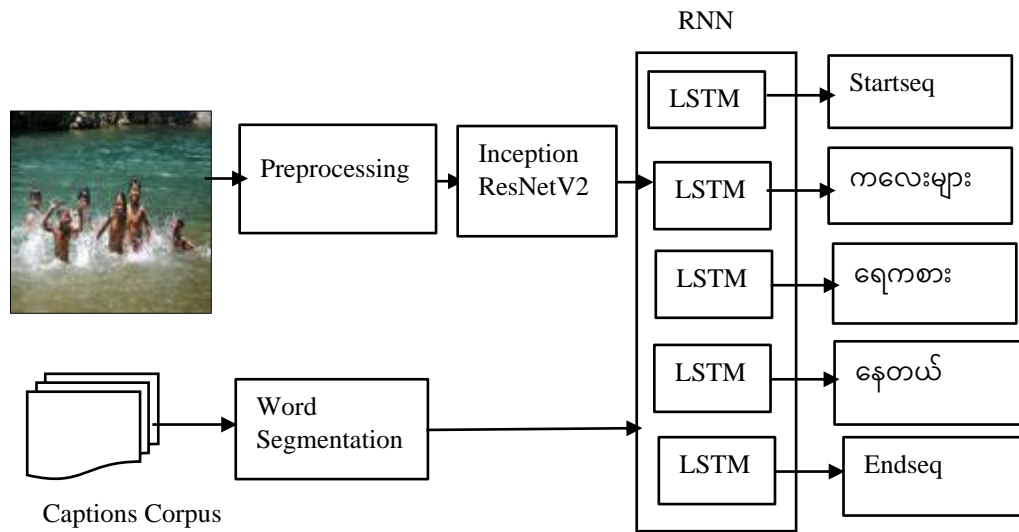 RNN
LSTM
Startseq
Preprocessing
Inception
ResNetV2
LSTM
ကလေးများ
LSTM
ရေကစား
LSTM
နေတယ်
Word
Segmentation
LSTM
Endseq
Captions Corpus